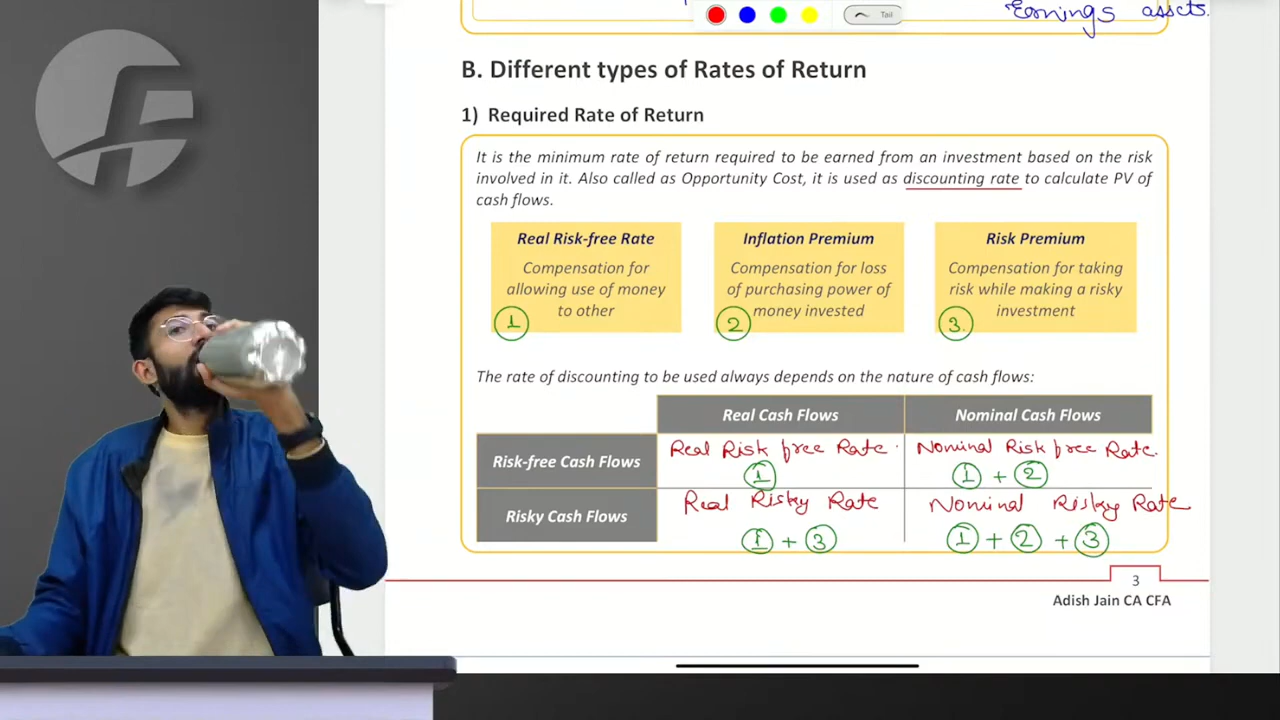 Earnings assets.
Tail
B. Different types of Rates of Return
1) Required Rate of Return
It is the minimum rate of return required to be earned from an investment based on the risk
involved in it. Also called as Opportunity Cost, it is used as discounting rate to calculate PV of
cash flows.
Real Risk-free Rate
Compensation for
allowing use of money
to other
1
Inflation Premium
Compensation for loss
of purchasing power of
money invested
2
Risk Premium
Compensation for taking
risk while making a risky
investment
3.
The rate of discounting to be used always depends on the nature of cash flows:
Real Cash Flows Nominal Cash Flows
Risk-free Cash Flows Real Risk free Rate. Nominal Risk free Rate.
1 1 + 2
Risky Cash Flows Real Risky Rate Nominal Risky Rate
1 + 3 1 + 2 + 3
3
Adish Jain CA CFA